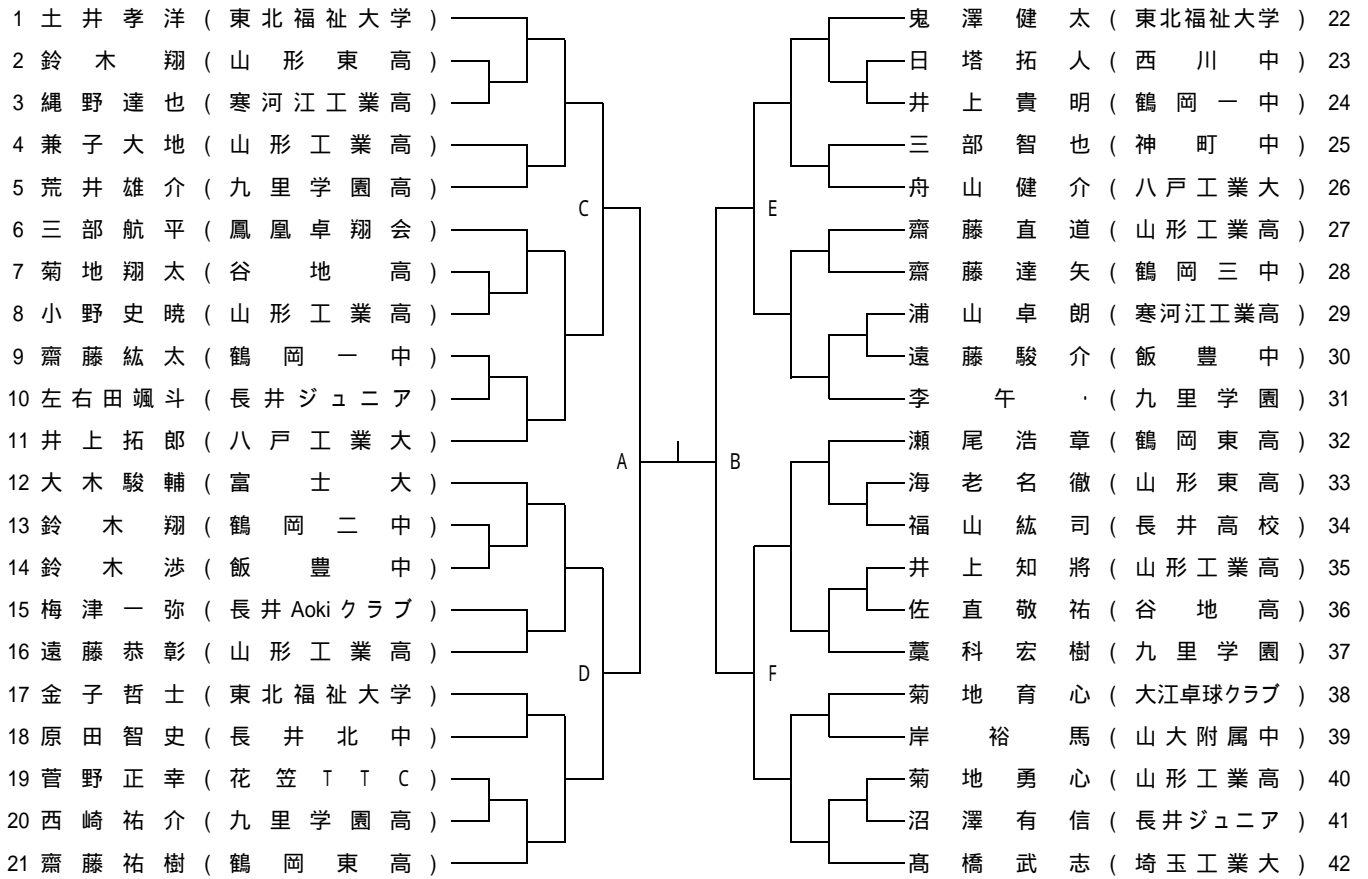 1 土井孝洋 (東北福祉大学)
2 鈴木翔 (山形東高)
3 縄野達也 (寒河江工業高)
4 兼子大地 (山形工業高)
5 荒井雄介 (九里学園高)
6 三部航平 (鳳凰卓翔会)
7 菊地翔太 (谷地高)
8 小野史暁 (山形工業高)
9 齋藤紘太 (鶴岡一中)
10 左右田颯斗 (長井ジュニア)
11 井上拓郎 (八戸工業大)
12 大木駿輔 (富士大)
13 鈴木翔 (鶴岡二中)
14 鈴木渉 (飯豊中)
15 梅津一弥 (長井Aokiクラブ)
16 遠藤恭彰 (山形工業高)
17 金子哲士 (東北福祉大学)
18 原田智史 (長井北中)
19 菅野正幸 (花笠TTC)
20 西崎祐介 (九里学園高)
21 齋藤祐樹 (鶴岡東高)
C
A
D
E
B
F
鬼澤健太 (東北福祉大学) 22
日塔拓人 (西川中) 23
井上貴明 (鶴岡一中) 24
三部智也 (神町中) 25
舟山健介 (八戸工業大) 26
齋藤直道 (山形工業高) 27
齋藤達矢 (鶴岡三中) 28
浦山卓朗 (寒河江工業高) 29
遠藤駿介 (飯豊中) 30
李午・ (九里学園) 31
瀬尾浩章 (鶴岡東高) 32
海老名徹 (山形東高) 33
福山紘司 (長井高校) 34
井上知將 (山形工業高) 35
佐直敬祐 (谷地高) 36
藁科宏樹 (九里学園) 37
菊地育心 (大江卓球クラブ) 38
岸裕馬 (山大附属中) 39
菊地勇心 (山形工業高) 40
沼澤有信 (長井ジュニア) 41
髙橋武志 (埼玉工業大) 42